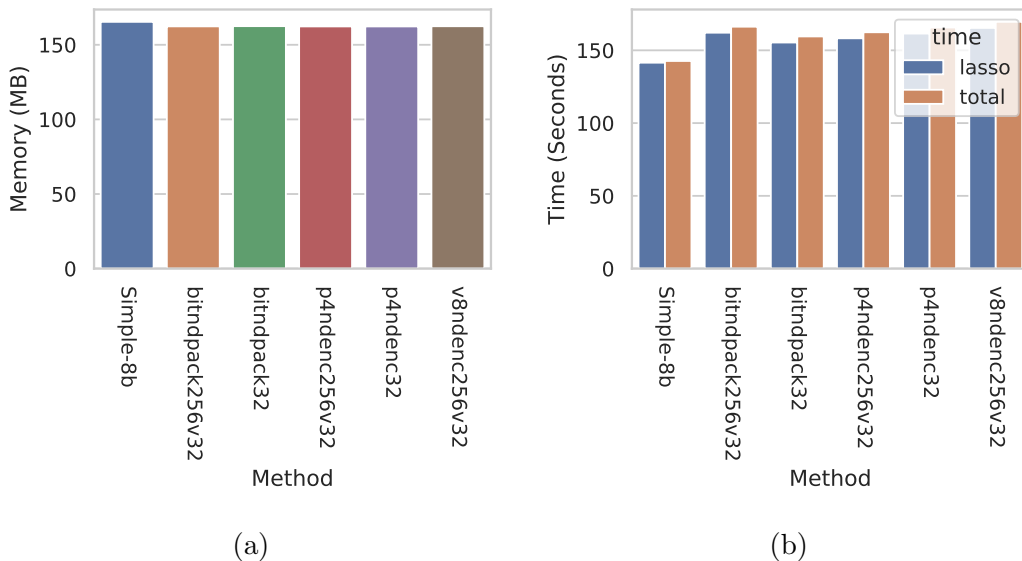 Memory (MB)
150
100
50
0
Simple-8b
bitndpack256v32
bitndpack32
p4ndenc256v32
p4ndenc32
v8ndenc256v32
Method
(a)
Time (Seconds)
150
100
50
0
time
lasso
total
Simple-8b
bitndpack256v32
bitndpack32
p4ndenc256v32
p4ndenc32
v8ndenc256v32
Method
(b)